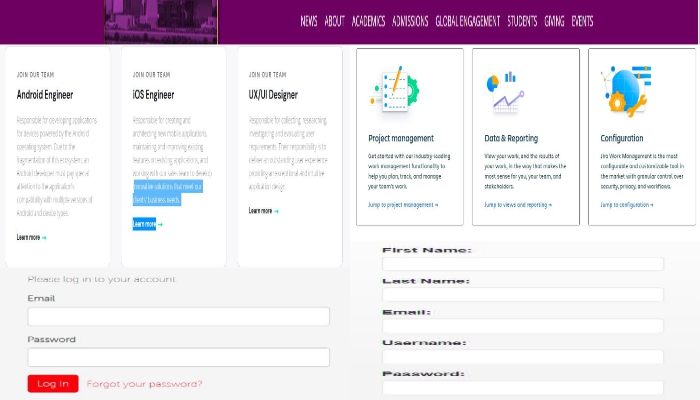 NEWS ABOUT ACADEMICS ADMISSIONS GLOBAL ENGAGEMENT STUDENTS GIVING EVENTS
JOIN OUR TEAM
Android Engineer
Responsible for developing applications
for devices powered by the Android
operating system. Due to the
fragmentation of this ecosystem, an
Android developer must pay special
attention to the application's
compatibility with multiple versions of
Android and device types.
Learn more →
JOIN OUR TEAM
iOS Engineer
Responsible for creating and
architecting new mobile applications,
maintaining and improving existing
features on existing applications, and
working with our sales team to develop
innovative solutions that meet our
clients' business needs.
Learn more →
JOIN OUR TEAM
UX/UI Designer
Responsible for collecting, researching,
investigating and evaluating user
requirements. Their responsibility is to
deliver an outstanding user experience
providing an exceptional and intuitive
application design.
Learn more →
Project management
Get started with our industry-leading
work management functionality to
help you plan, track, and manage
your team's work.
Jump to project management →
Data & Reporting
View your work, and the results of
your work, in the way that makes the
most sense for you, your team, and
stakeholders.
Jump to views and reporting →
Configuration
Jira Work Management is the most
configurable and customizable tool in
the market with granular control over
security, privacy, and workflows.
Jump to configuration →
Please log in to your account.
Email
Password
Log In Forgot your password?
First Name:
Last Name:
Email:
Username:
Password: